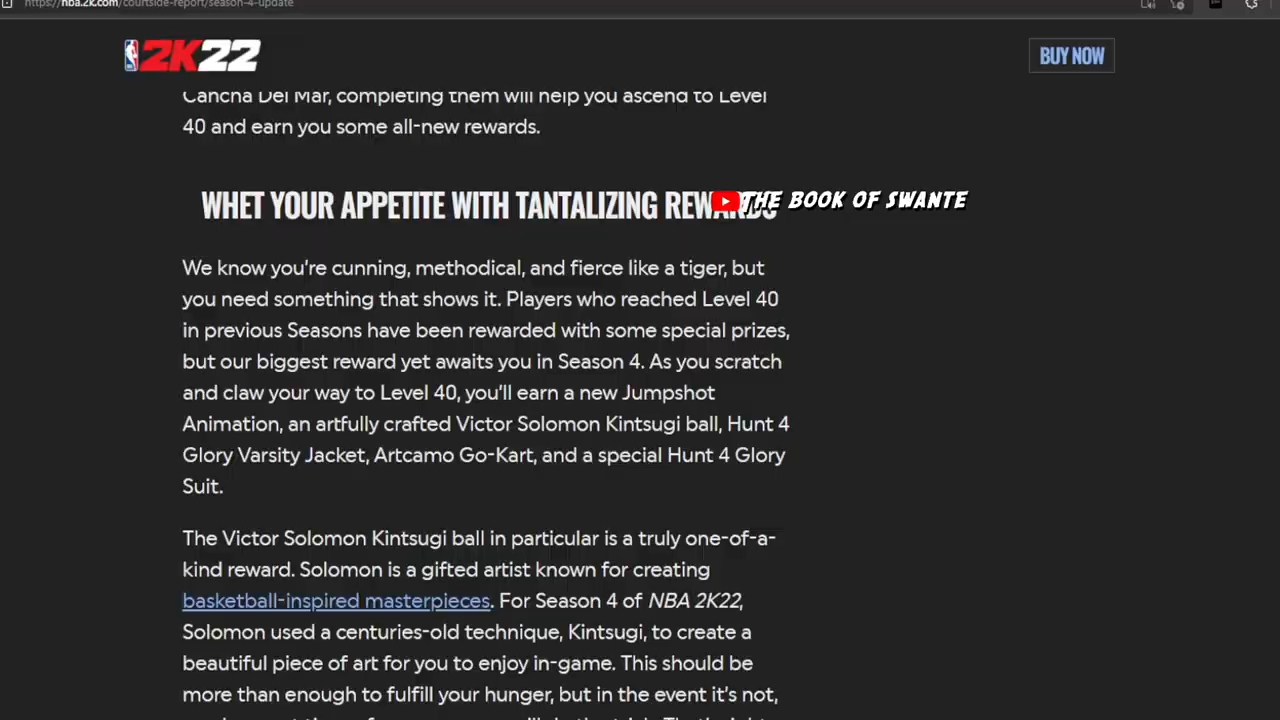 https://nba.2k.com/courtside-report/season-4-update
2K22
BUY NOW
Cancha Del Mar, completing them will help you ascend to Level
40 and earn you some all-new rewards.
WHET YOUR APPETITE WITH TANTALIZING REWARDS
THE BOOK OF SWANTE
We know you're cunning, methodical, and fierce like a tiger, but
you need something that shows it. Players who reached Level 40
in previous Seasons have been rewarded with some special prizes,
but our biggest reward yet awaits you in Season 4. As you scratch
and claw your way to Level 40, you'll earn a new Jumpshot
Animation, an artfully crafted Victor Solomon Kintsugi ball, Hunt 4
Glory Varsity Jacket, Artcamo Go-Kart, and a special Hunt 4 Glory
Suit.
The Victor Solomon Kintsugi ball in particular is a truly one-of-a-
kind reward. Solomon is a gifted artist known for creating
basketball-inspired masterpieces. For Season 4 of NBA 2K22,
Solomon used a centuries-old technique, Kintsugi, to create a
beautiful piece of art for you to enjoy in-game. This should be
more than enough to fulfill your hunger, but in the event it's not,